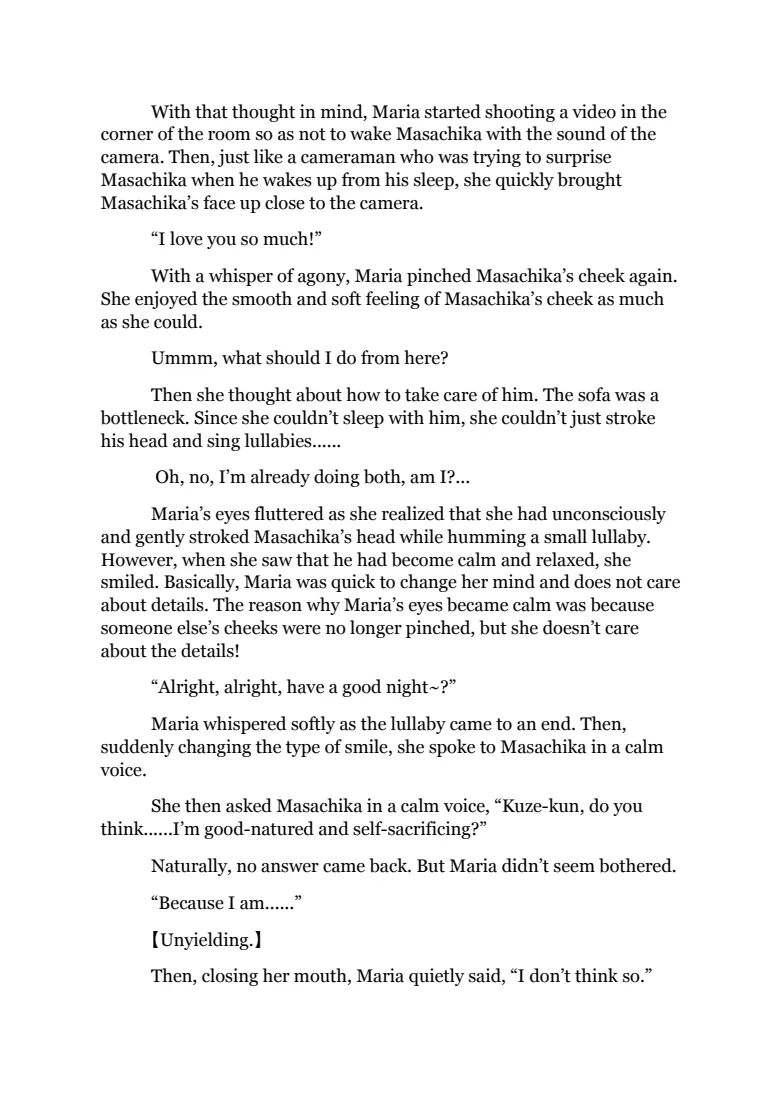 With that thought in mind, Maria started shooting a video in the
corner of the room so as not to wake Masachika with the sound of the
camera. Then, just like a cameraman who was trying to surprise
Masachika when he wakes up from his sleep, she quickly brought
Masachika’s face up close to the camera.
“I love you so much!”
With a whisper of agony, Maria pinched Masachika’s cheek again.
She enjoyed the smooth and soft feeling of Masachika’s cheek as much
as she could.
Ummm, what should I do from here?
Then she thought about how to take care of him. The sofa was a
bottleneck. Since she couldn’t sleep with him, she couldn’t just stroke
his head and sing lullabies......
Oh, no, I’m already doing both, am I?...
Maria’s eyes fluttered as she realized that she had unconsciously
and gently stroked Masachika’s head while humming a small lullaby.
However, when she saw that he had become calm and relaxed, she
smiled. Basically, Maria was quick to change her mind and does not care
about details. The reason why Maria’s eyes became calm was because
someone else’s cheeks were no longer pinched, but she doesn’t care
about the details!
“Alright, alright, have a good night~?”
Maria whispered softly as the lullaby came to an end. Then,
suddenly changing the type of smile, she spoke to Masachika in a calm
voice.
She then asked Masachika in a calm voice, “Kuze-kun, do you
think......I’m good-natured and self-sacrificing?”
Naturally, no answer came back. But Maria didn’t seem bothered.
“Because I am......”
【Unyielding.】
Then, closing her mouth, Maria quietly said, “I don’t think so.”